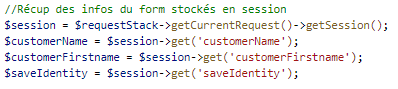 //Récup des infos du form stockés en session
$session = $requestStack->getCurrentRequest()->getSession();
$customerName = $session->get('customerName');
$customerFirstname = $session->get('customerFirstname');
$saveIdentity = $session->get('saveIdentity');